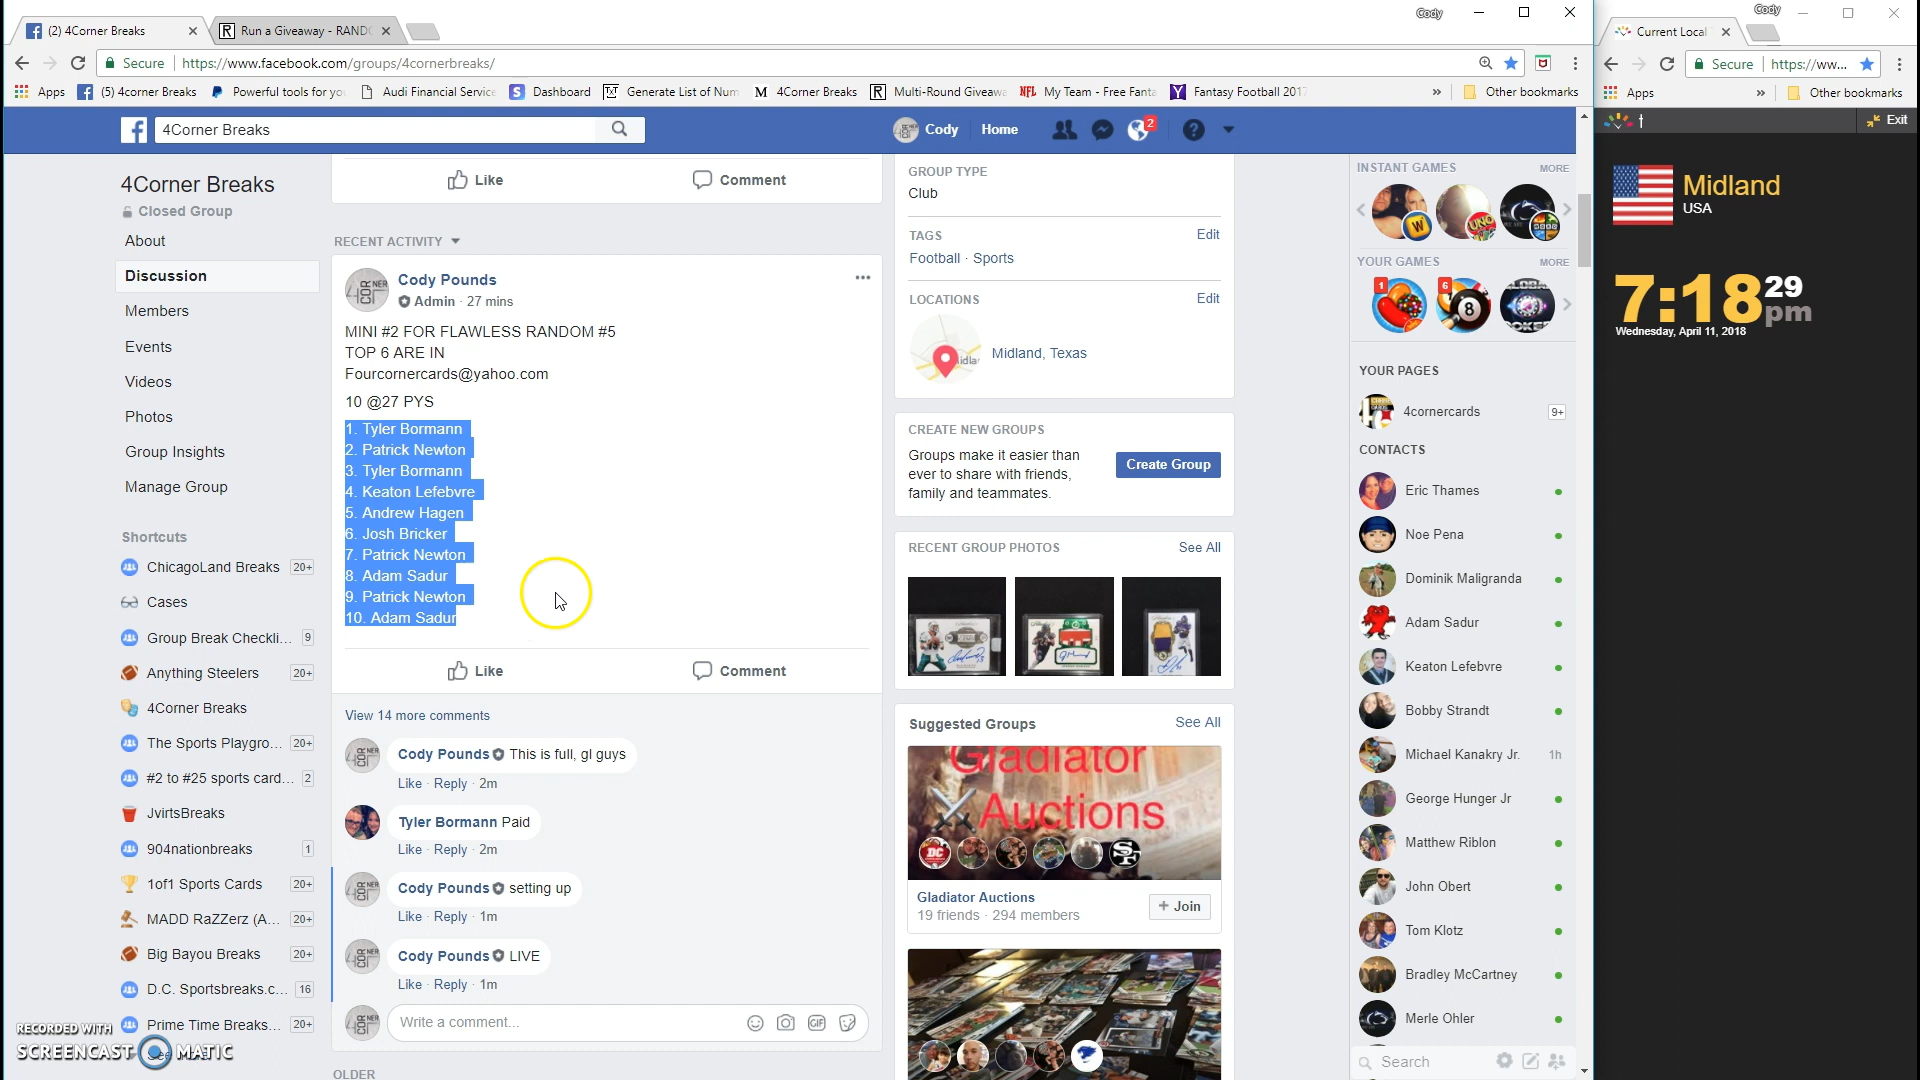 (2) 4Corner Breaks
Run a Giveaway - RAND
Cody
Secure
https://www.facebook.com/groups/4cornerbreaks/
Apps
(5) 4corner Breaks
Powerful tools for yo
Audi Financial Service
Dashboard
Generate List of Num
4Corner Breaks
Multi-Round Giveawa
My Team - Free Fanta
Fantasy Football 2017
»
Other bookmarks
4Corner Breaks
Cody
Home
2
4Corner Breaks
Closed Group
About
Discussion
Members
Events
Videos
Photos
Group Insights
Manage Group
Shortcuts
ChicagoLand Breaks 20+
Cases
Group Break Checkli... 9
Anything Steelers 20+
4Corner Breaks
The Sports Playgro... 20+
#2 to #25 sports card... 2
JvirtsBreaks
904nationbreaks 1
1of1 Sports Cards 20+
MADD RaZZerz (A... 20+
Big Bayou Breaks 20+
D.C. Sportsbreaks.c... 16
Prime Time Breaks... 20+
RECORDED WITH
SCREENCAST MATIC
Like
Comment
RECENT ACTIVITY
Cody Pounds
Admin · 27 mins
MINI #2 FOR FLAWLESS RANDOM #5
TOP 6 ARE IN
Fourcornercards@yahoo.com
10 @27 PYS
1. Tyler Bormann
2. Patrick Newton
3. Tyler Bormann
4. Keaton Lefebvre
5. Andrew Hagen
6. Josh Bricker
7. Patrick Newton
8. Adam Sadur
9. Patrick Newton
10. Adam Sadur
Like
Comment
View 14 more comments
Cody Pounds This is full, gl guys
Like · Reply · 2m
Tyler Bormann Paid
Like · Reply · 2m
Cody Pounds setting up
Like · Reply · 1m
Cody Pounds LIVE
Like · Reply · 1m
Write a comment...
GIF
OLDER
GROUP TYPE
Club
TAGS
Edit
Football · Sports
LOCATIONS
Edit
Midland, Texas
CREATE NEW GROUPS
Groups make it easier than
ever to share with friends,
family and teammates.
Create Group
RECENT GROUP PHOTOS
See All
Suggested Groups
See All
Gladiator
Auctions
Gladiator Auctions
19 friends · 294 members
+ Join
INSTANT GAMES
MORE
YOUR GAMES
MORE
1
6
YOUR PAGES
4cornercards 9+
CONTACTS
Eric Thames
Noe Pena
Dominik Maligranda
Adam Sadur
Keaton Lefebvre
Bobby Strandt
Michael Kanakry Jr. 1h
George Hunger Jr
Matthew Riblon
John Obert
Tom Klotz
Bradley McCartney
Merle Ohler
Search
Cody
Current Local
Secure
https://ww...
Apps
»
Other bookmarks
Exit
Midland
USA
7:18 29 pm
Wednesday, April 11, 2018